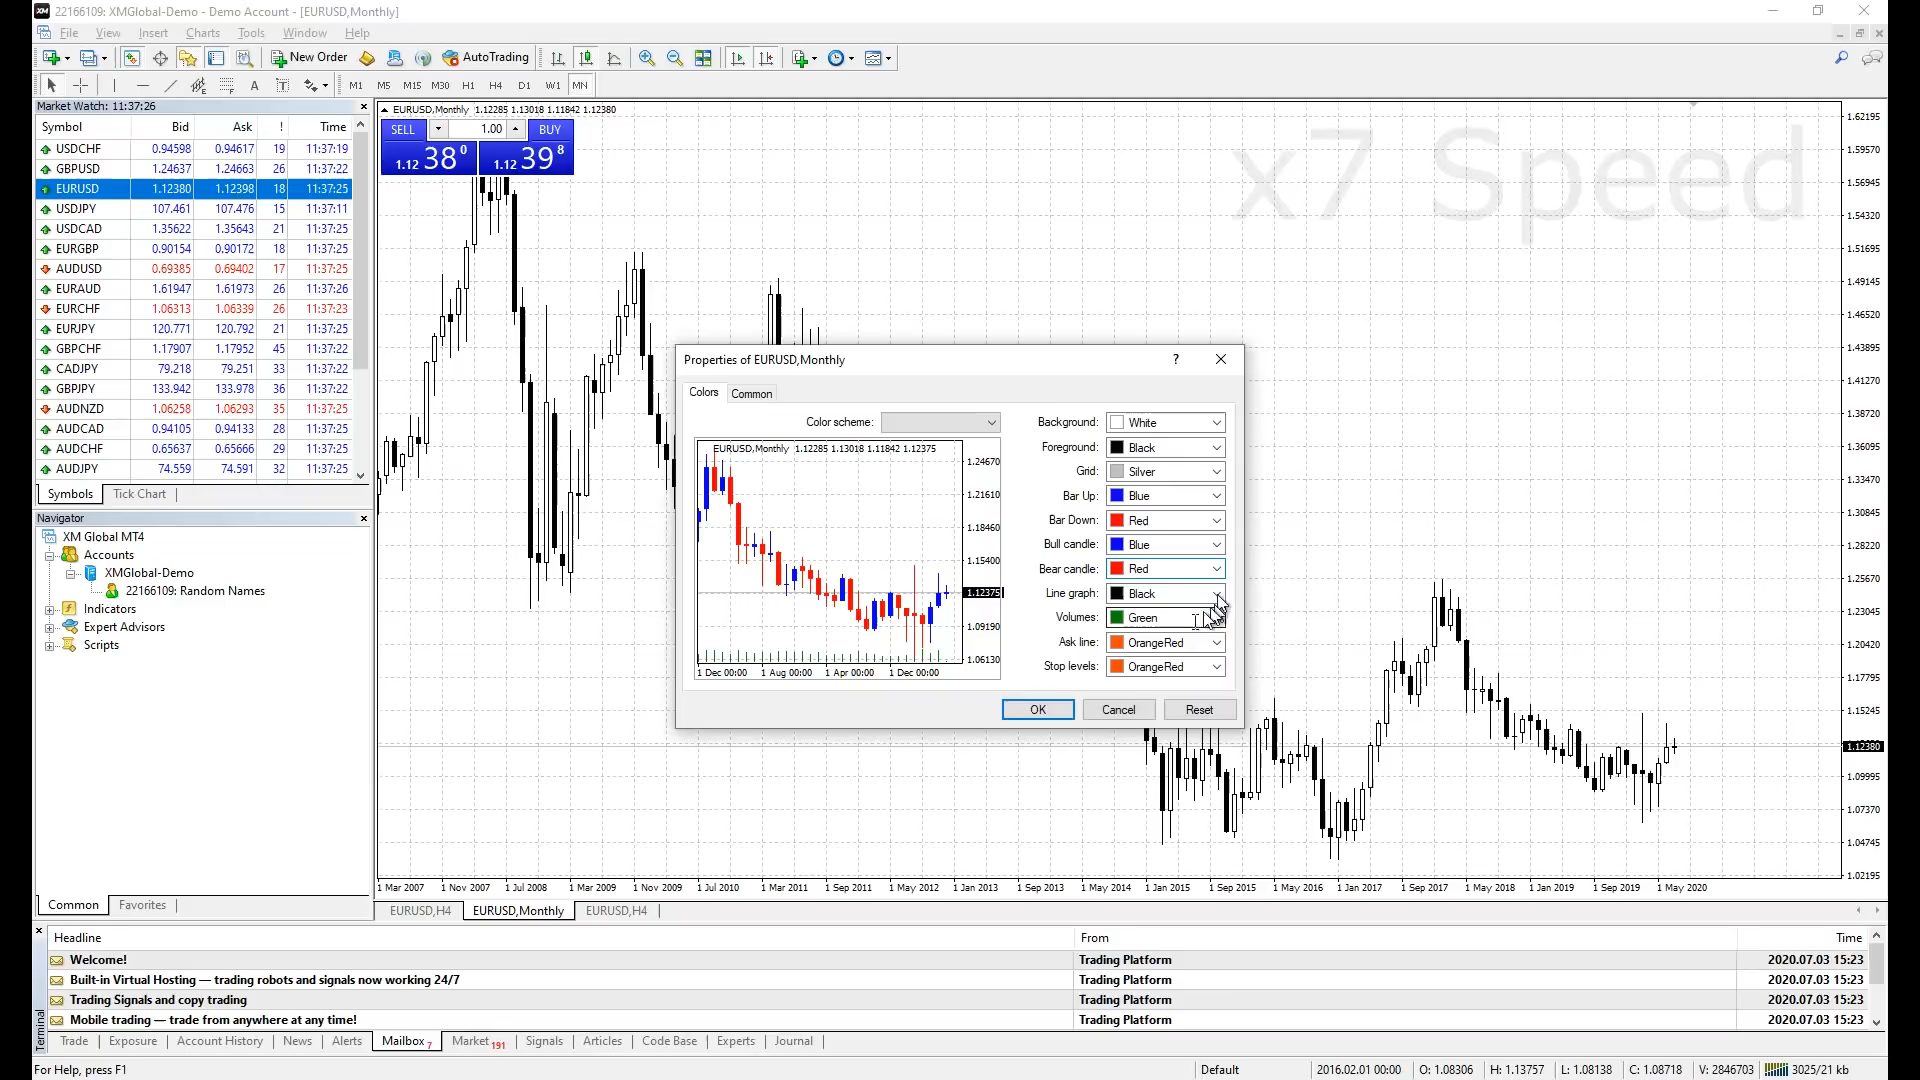 22166109: XMGlobal-Demo - Demo Account - [EURUSD,Monthly]
File View Insert Charts Tools Window Help
New Order AutoTrading
A T M1 M5 M15 M30 H1 H4 D1 W1 MN
Market Watch: 11:37:26
Symbol Bid Ask ! Time
USDCHF 0.94598 0.94617 19 11:37:19
GBPUSD 1.24637 1.24663 26 11:37:22
EURUSD 1.12380 1.12398 18 11:37:25
USDJPY 107.461 107.476 15 11:37:11
USDCAD 1.35622 1.35643 21 11:37:25
EURGBP 0.90154 0.90172 18 11:37:25
AUDUSD 0.69385 0.69402 17 11:37:25
EURAUD 1.61947 1.61973 26 11:37:26
EURCHF 1.06313 1.06339 26 11:37:23
EURJPY 120.771 120.792 21 11:37:25
GBPCHF 1.17907 1.17952 45 11:37:22
CADJPY 79.218 79.251 33 11:37:22
GBPJPY 133.942 133.978 36 11:37:22
AUDNZD 1.06258 1.06293 35 11:37:25
AUDCAD 0.94105 0.94133 28 11:37:25
AUDCHF 0.65637 0.65666 29 11:37:25
AUDJPY 74.559 74.591 32 11:37:25
Symbols Tick Chart
Navigator
XM Global MT4
Accounts
XMGlobal-Demo
22166109: Random Names
Indicators
Expert Advisors
Scripts
Common Favorites
EURUSD,Monthly 1.12285 1.13018 1.11842 1.12380
SELL 1.00 BUY
1.12 38 0 1.12 39 8
x7 Speed
1.62195
1.59570
1.56945
1.54320
1.51695
1.49145
1.46520
1.43895
1.41270
1.38720
1.36095
1.33470
1.30845
1.28220
1.25670
1.23045
1.20420
1.17795
1.15245
1.12380
1.09995
1.07370
1.04745
1.02195
Properties of EURUSD,Monthly ?
Colors Common
Color scheme:
EURUSD,Monthly 1.12285 1.13018 1.11842 1.12375
1.24670
1.21610
1.18460
1.15400
1.12375
1.09190
1.06130
1 Dec 00:00 1 Aug 00:00 1 Apr 00:00 1 Dec 00:00
Background: White
Foreground: Black
Grid: Silver
Bar Up: Blue
Bar Down: Red
Bull candle: Blue
Bear candle: Red
Line graph: Black
Volumes: Green
Ask line: OrangeRed
Stop levels: OrangeRed
OK Cancel Reset
1 Mar 2007 1 Nov 2007 1 Jul 2008 1 Mar 2009 1 Nov 2009 1 Jul 2010 1 Mar 2011 1 Sep 2011 1 May 2012 1 Jan 2013 1 Sep 2013 1 May 2014 1 Jan 2015 1 Sep 2015 1 May 2016 1 Jan 2017 1 Sep 2017 1 May 2018 1 Jan 2019 1 Sep 2019 1 May 2020
EURUSD,H4 EURUSD,Monthly EURUSD,H4
Headline From Time
Welcome! Trading Platform 2020.07.03 15:23
Built-in Virtual Hosting — trading robots and signals now working 24/7 Trading Platform 2020.07.03 15:23
Trading Signals and copy trading Trading Platform 2020.07.03 15:23
Mobile trading — trade from anywhere at any time! Trading Platform 2020.07.03 15:23
Terminal
Trade Exposure Account History News Alerts Mailbox 7 Market 191 Signals Articles Code Base Experts Journal
For Help, press F1 Default 2016.02.01 00:00 O: 1.08306 H: 1.13757 L: 1.08138 C: 1.08718 V: 2846703 3025/21 kb